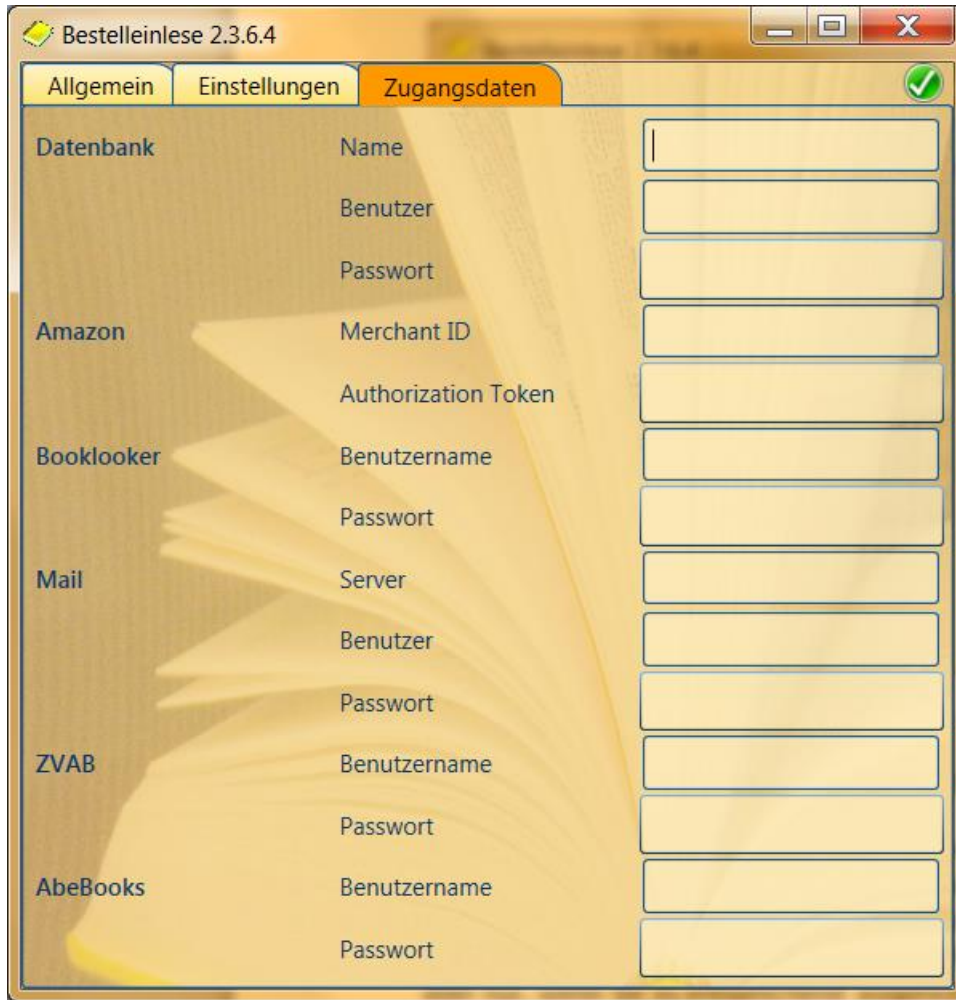 Bestelleinlese 2.3.6.4
Allgemein Einstellungen Zugangsdaten
Datenbank Name
Benutzer
Passwort
Amazon Merchant ID
Authorization Token
Booklooker Benutzername
Passwort
Mail Server
Benutzer
Passwort
ZVAB Benutzername
Passwort
AbeBooks Benutzername
Passwort